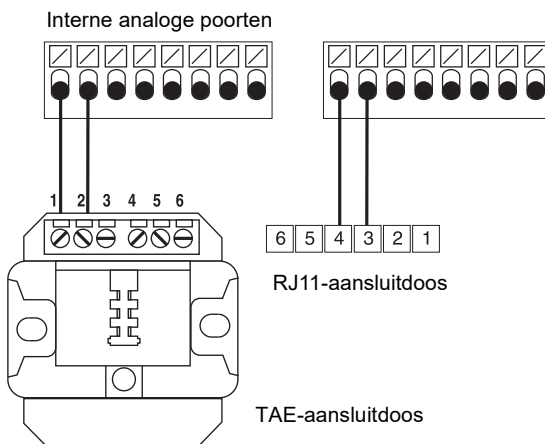 Interne analoge poorten
1 2 3 4 5 6
6 5 4 3 2 1
RJ11-aansluitdoos
TAE-aansluitdoos